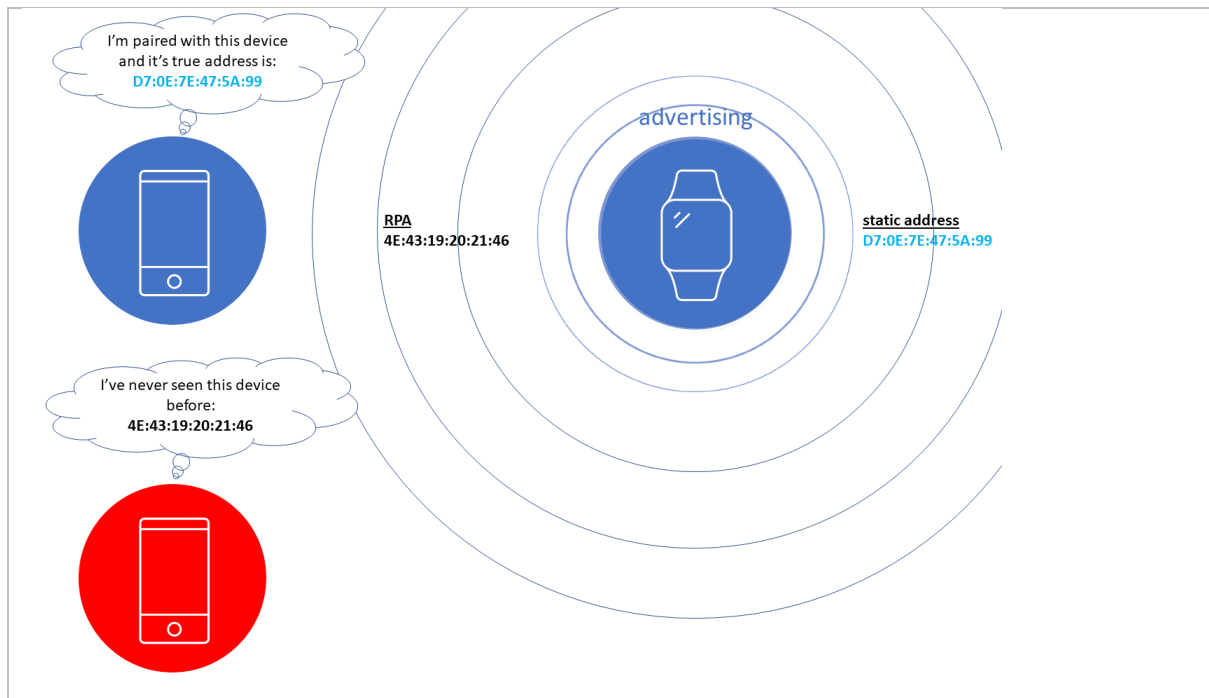 I'm paired with this device
and it's true address is:
D7:0E:7E:47:5A:99
advertising
RPA
4E:43:19:20:21:46
static address
D7:0E:7E:47:5A:99
I've never seen this device
before:
4E:43:19:20:21:46